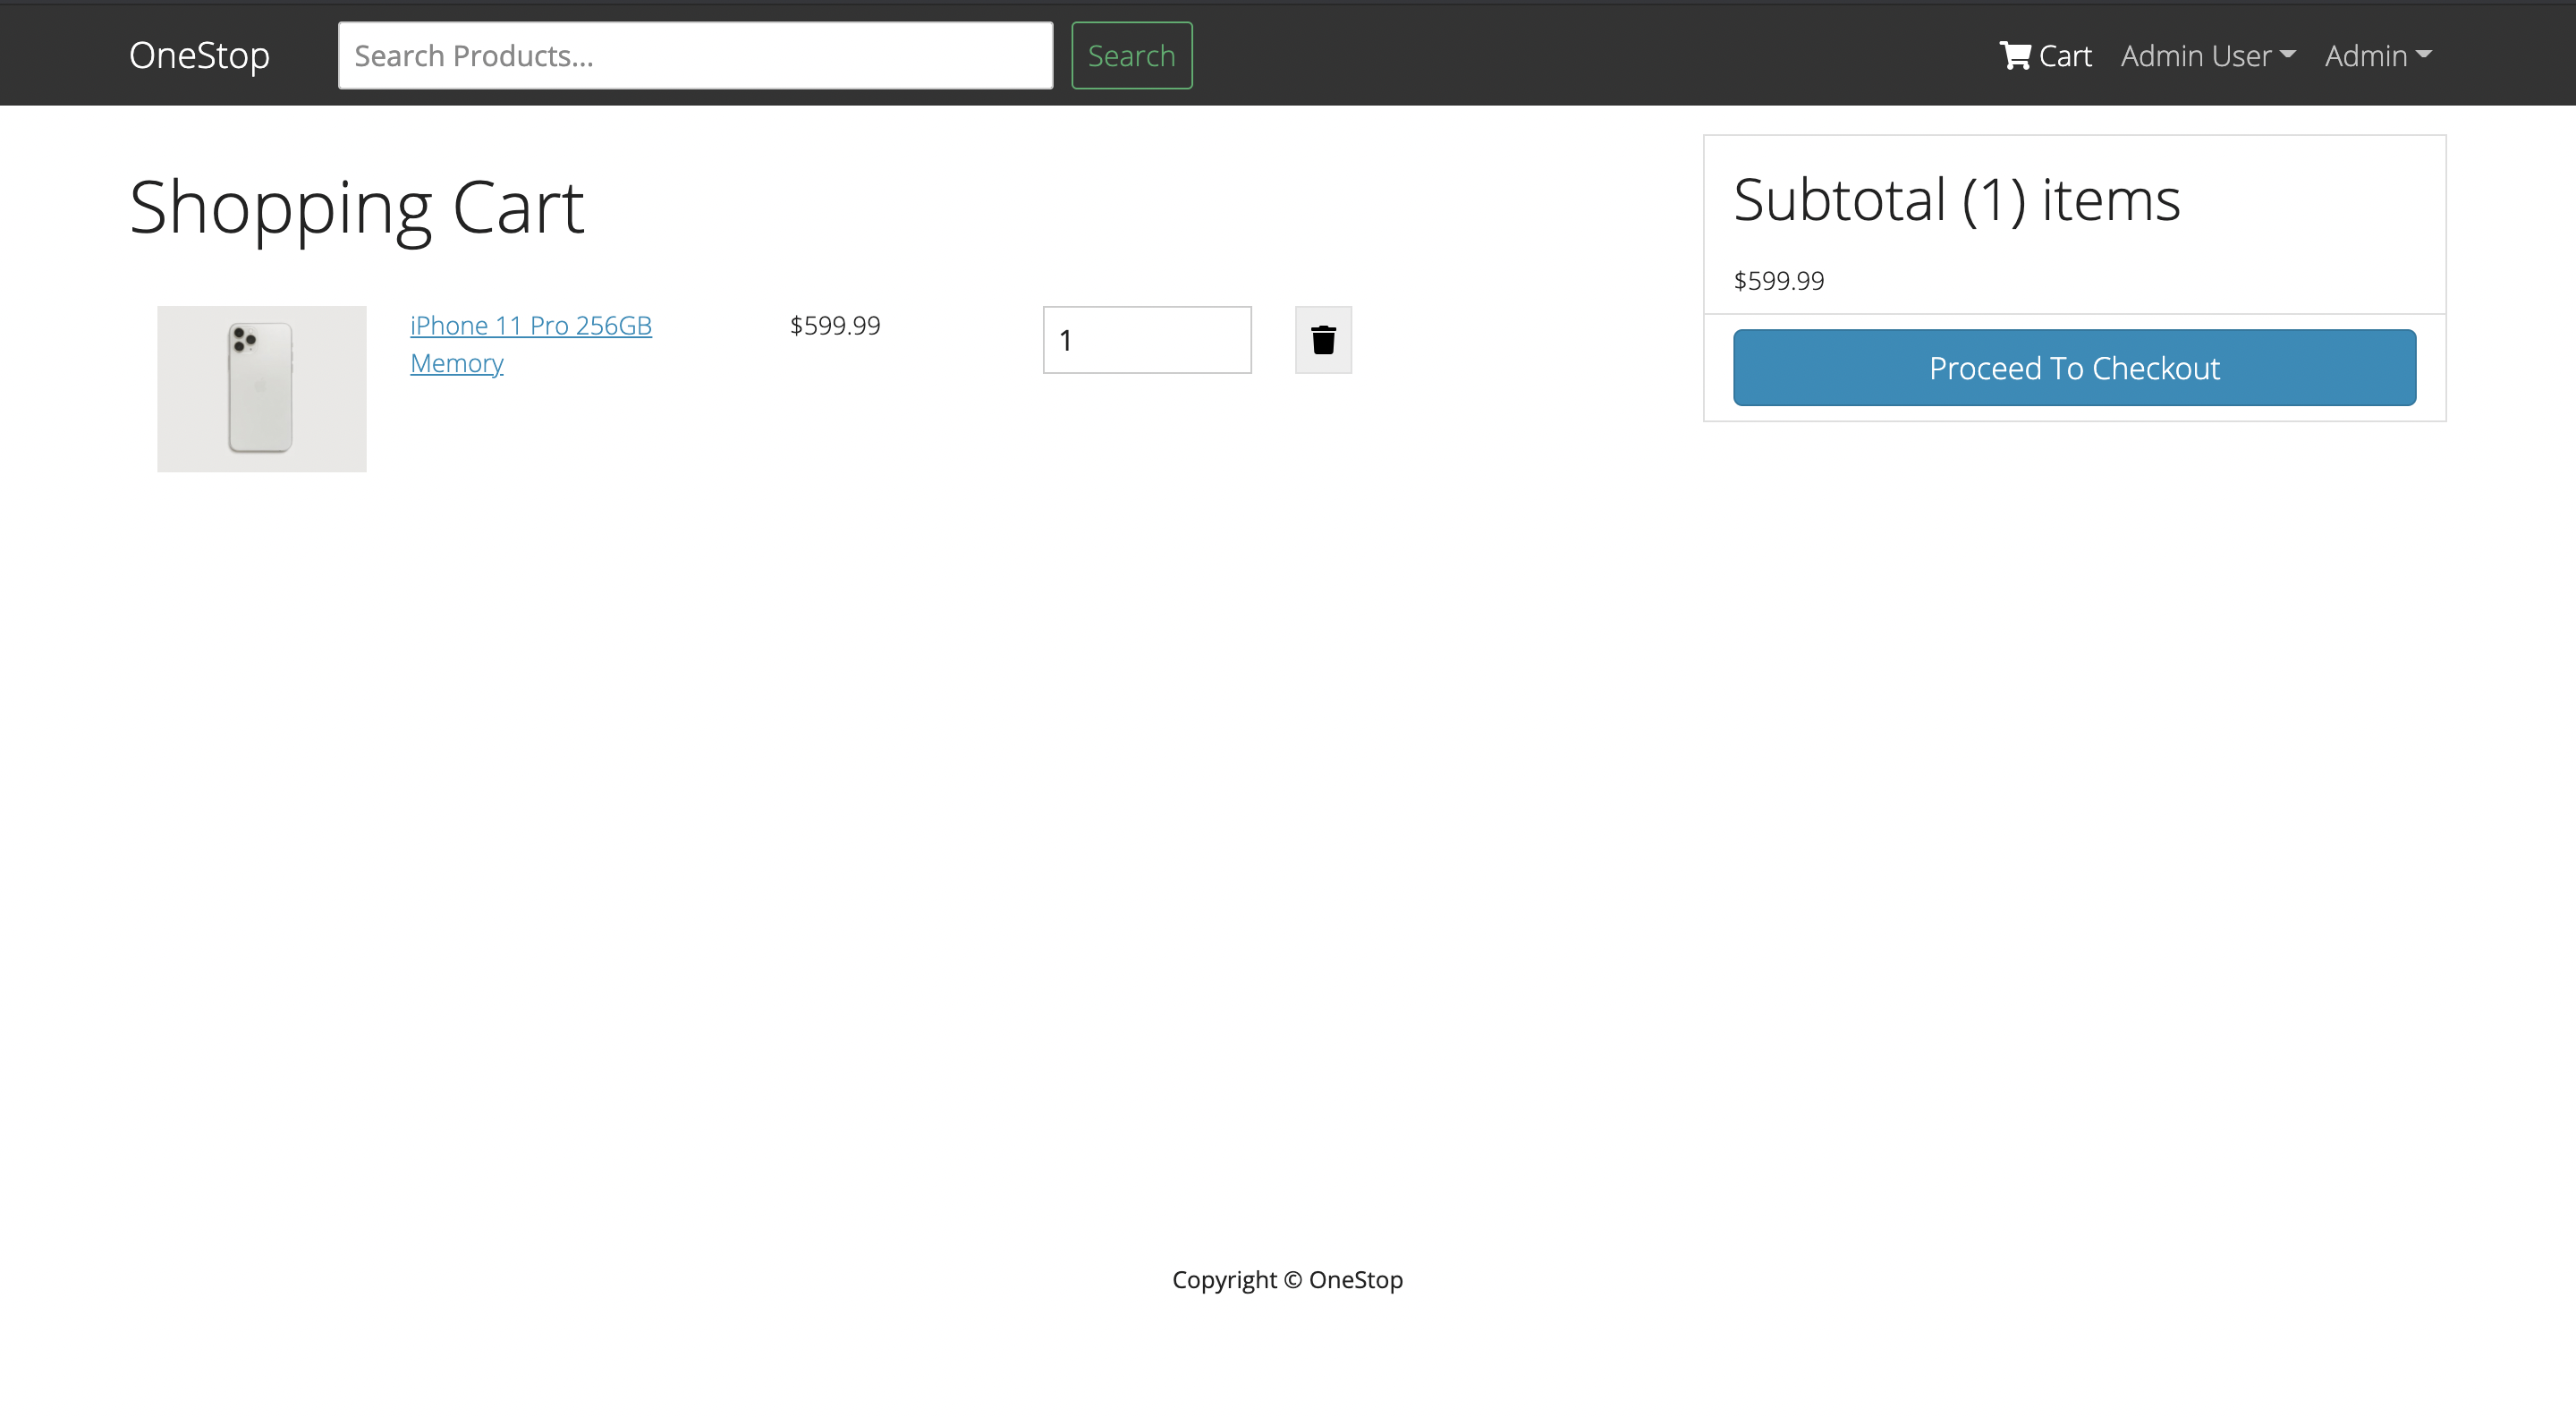 OneStop
Search Products...
Search
Cart
Admin User
Admin
Shopping Cart
iPhone 11 Pro 256GB
Memory
$599.99
1
Subtotal (1) items
$599.99
Proceed To Checkout
Copyright © OneStop